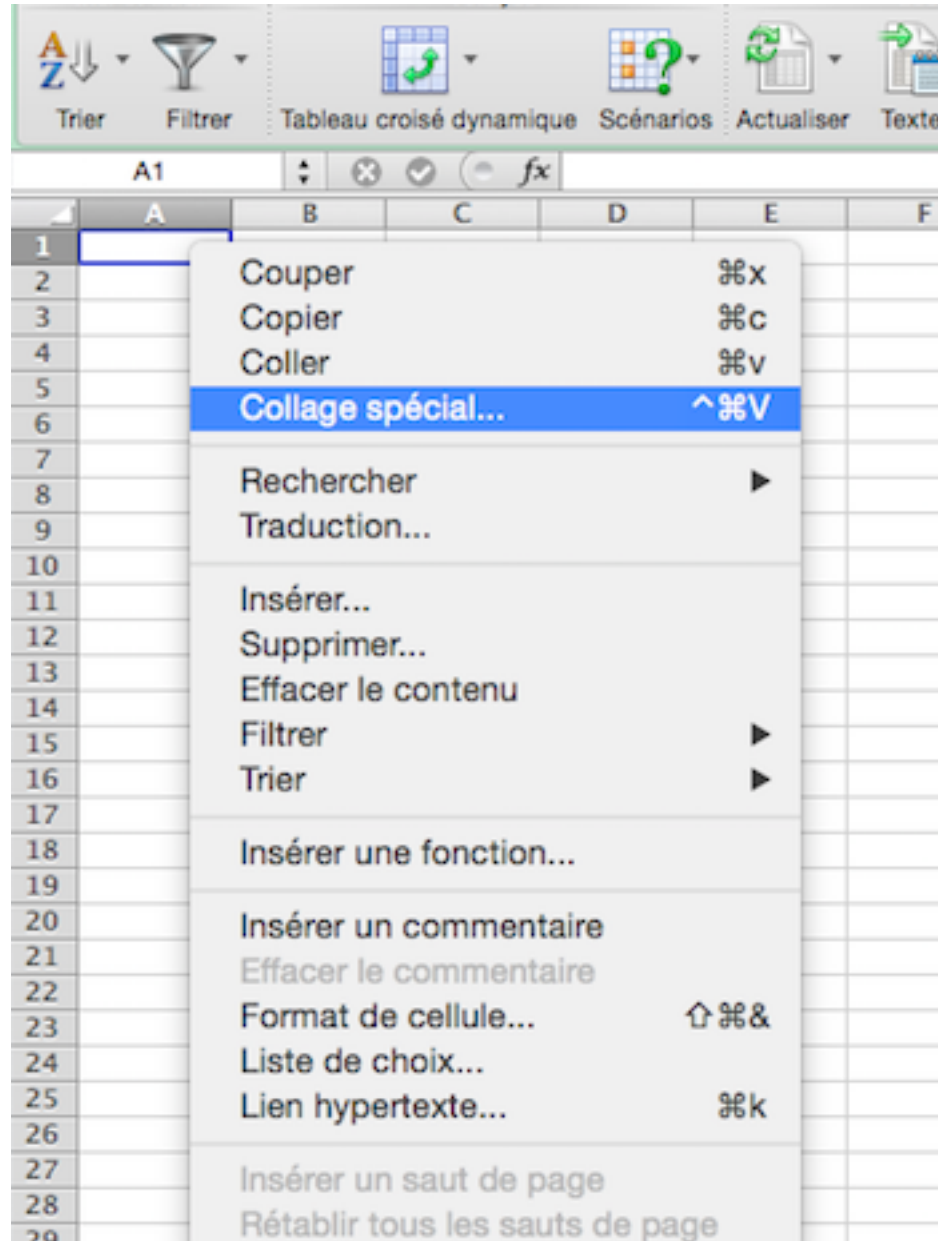 A
Z
Trier Filtrer Tableau croisé dynamique Scénarios Actualiser Texte
A1 fx
A B C D E F
1
2
3
4
5
6
7
8
9
10
11
12
13
14
15
16
17
18
19
20
21
22
23
24
25
26
27
28
29
Couper ⌘x
Copier ⌘c
Coller ⌘v
Collage spécial... ^⌘V
Rechercher ▶
Traduction...
Insérer...
Supprimer...
Effacer le contenu
Filtrer ▶
Trier ▶
Insérer une fonction...
Insérer un commentaire
Effacer le commentaire
Format de cellule... ⇧⌘&
Liste de choix...
Lien hypertexte... ⌘k
Insérer un saut de page
Rétablir tous les sauts de page